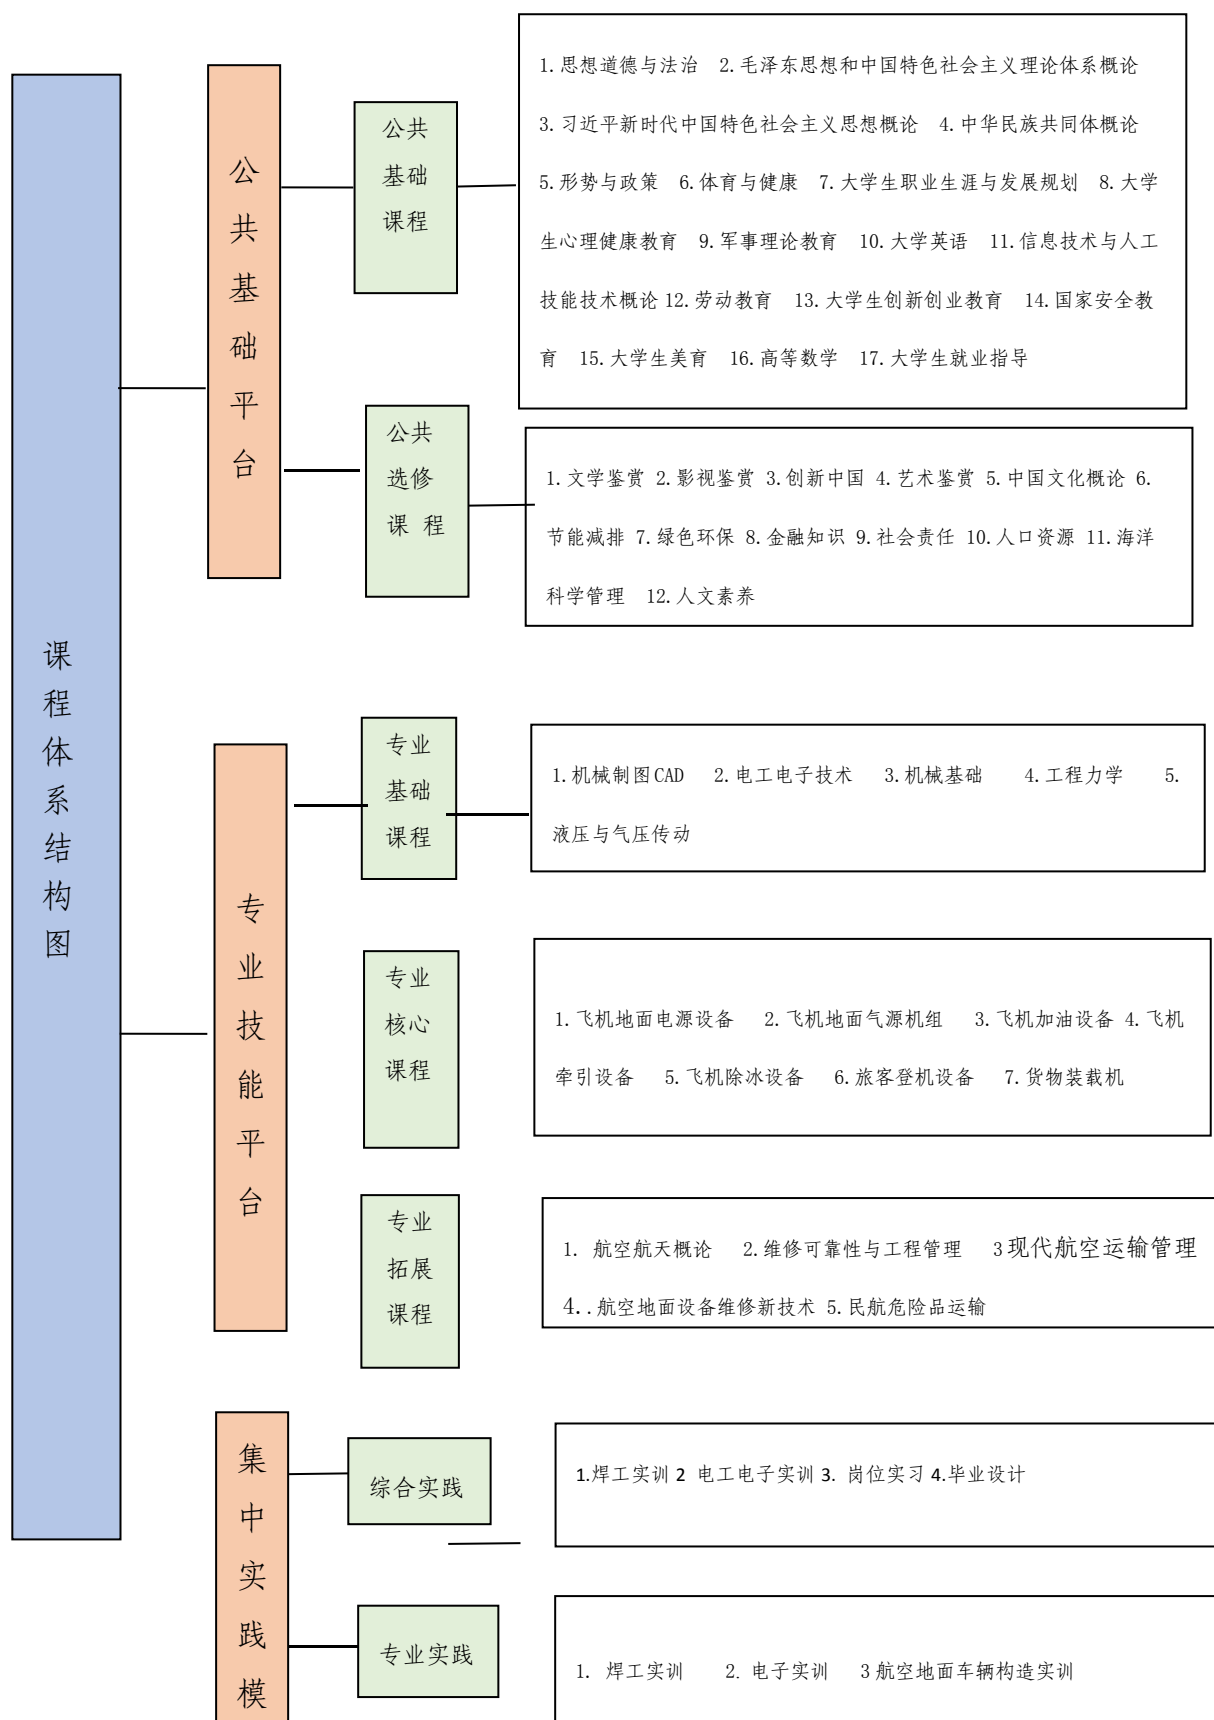 课程体系结构图
公共基础平台
公共
基础
课程
1.思想道德与法治 2.毛泽东思想和中国特色社会主义理论体系概论
3.习近平新时代中国特色社会主义思想概论 4.中华民族共同体概论
5.形势与政策 6.体育与健康 7.大学生职业生涯与发展规划 8.大学
生心理健康教育 9.军事理论教育 10.大学英语 11.信息技术与人工
技能技术概论 12.劳动教育 13.大学生创新创业教育 14.国家安全教
育 15.大学生美育 16.高等数学 17.大学生就业指导
公共
选修
课 程
1.文学鉴赏 2.影视鉴赏 3.创新中国 4.艺术鉴赏 5.中国文化概论 6.
节能减排 7.绿色环保 8.金融知识 9.社会责任 10.人口资源 11.海洋
科学管理 12.人文素养
专业技能平台
专业
基础
课程
1.机械制图CAD 2.电工电子技术 3.机械基础 4.工程力学 5.
液压与气压传动
专业
核心
课程
1.飞机地面电源设备 2.飞机地面气源机组 3.飞机加油设备 4.飞机
牵引设备 5.飞机除冰设备 6.旅客登机设备 7.货物装载机
专业
拓展
课程
1. 航空航天概论 2.维修可靠性与工程管理 3现代航空运输管理
4..航空地面设备维修新技术 5.民航危险品运输
集中实践模
综合实践
1.焊工实训 2 电工电子实训 3. 岗位实习 4.毕业设计
专业实践
1. 焊工实训 2. 电子实训 3 航空地面车辆构造实训